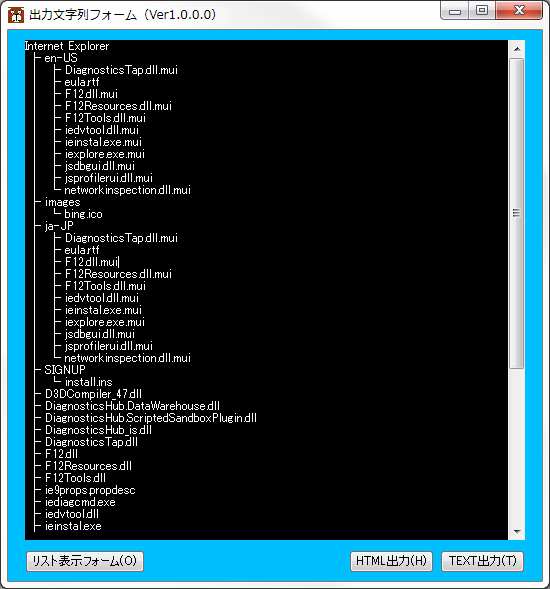 出力文字列フォーム（Ver1.0.0.0）
Internet Explorer
├ en-US
│ ├ DiagnosticsTap.dll.mui
│ ├ eula.rtf
│ ├ F12.dll.mui
│ ├ F12Resources.dll.mui
│ ├ F12Tools.dll.mui
│ ├ iedvtool.dll.mui
│ ├ ieinstal.exe.mui
│ ├ iexplore.exe.mui
│ ├ jsdbgui.dll.mui
│ ├ jsprofilerui.dll.mui
│ └ networkinspection.dll.mui
├ images
│ └ bing.ico
├ ja-JP
│ ├ DiagnosticsTap.dll.mui
│ ├ eula.rtf
│ ├ F12.dll.mui
│ ├ F12Resources.dll.mui
│ ├ F12Tools.dll.mui
│ ├ iedvtool.dll.mui
│ ├ ieinstal.exe.mui
│ ├ iexplore.exe.mui
│ ├ jsdbgui.dll.mui
│ ├ jsprofilerui.dll.mui
│ └ networkinspection.dll.mui
├ SIGNUP
│ └ install.ins
├ D3DCompiler_47.dll
├ DiagnosticsHub.DataWarehouse.dll
├ DiagnosticsHub.ScriptedSandboxPlugin.dll
├ DiagnosticsHub_is.dll
├ DiagnosticsTap.dll
├ F12.dll
├ F12Resources.dll
├ F12Tools.dll
├ ie9props.propdesc
├ iediagcmd.exe
├ iedvtool.dll
├ ieinstal.exe
リスト表示フォーム(O) HTML出力(H) TEXT出力(T)